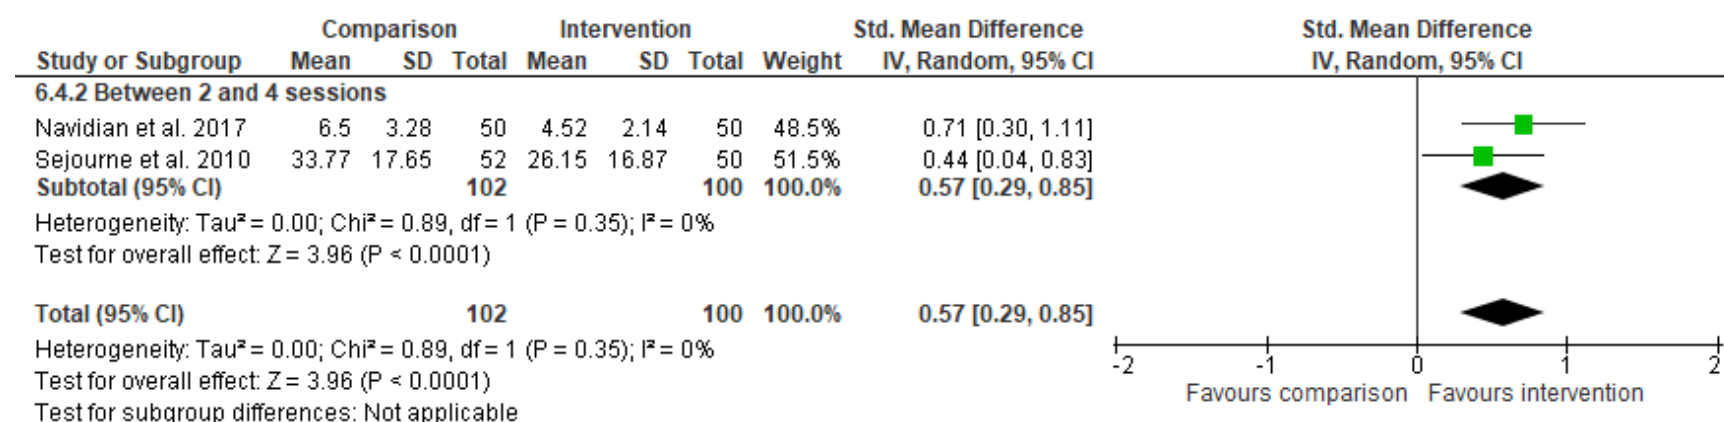 Comparison Intervention Std. Mean Difference Std. Mean Difference
Study or Subgroup Mean SD Total Mean SD Total Weight IV, Random, 95% CI IV, Random, 95% CI
6.4.2 Between 2 and 4 sessions
Navidian et al. 2017 6.5 3.28 50 4.52 2.14 50 48.5% 0.71 [0.30, 1.11]
Sejourne et al. 2010 33.77 17.65 52 26.15 16.87 50 51.5% 0.44 [0.04, 0.83]
Subtotal (95% CI) 102 100 100.0% 0.57 [0.29, 0.85]
Heterogeneity: Tau² = 0.00; Chi² = 0.89, df = 1 (P = 0.35); I² = 0%
Test for overall effect: Z = 3.96 (P < 0.0001)
Total (95% CI) 102 100 100.0% 0.57 [0.29, 0.85]
Heterogeneity: Tau² = 0.00; Chi² = 0.89, df = 1 (P = 0.35); I² = 0%
Test for overall effect: Z = 3.96 (P < 0.0001)
Test for subgroup differences: Not applicable
-2 -1 0 1 2
Favours comparison Favours intervention